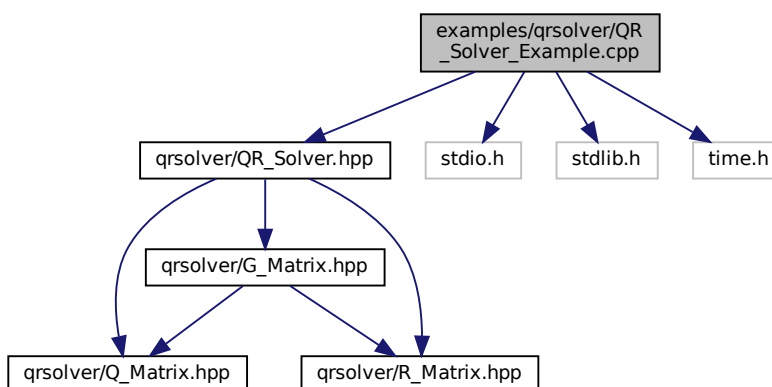 examples/qrsolver/QR
_Solver_Example.cpp
qrsolver/QR_Solver.hpp
stdio.h
stdlib.h
time.h
qrsolver/G_Matrix.hpp
qrsolver/Q_Matrix.hpp
qrsolver/R_Matrix.hpp